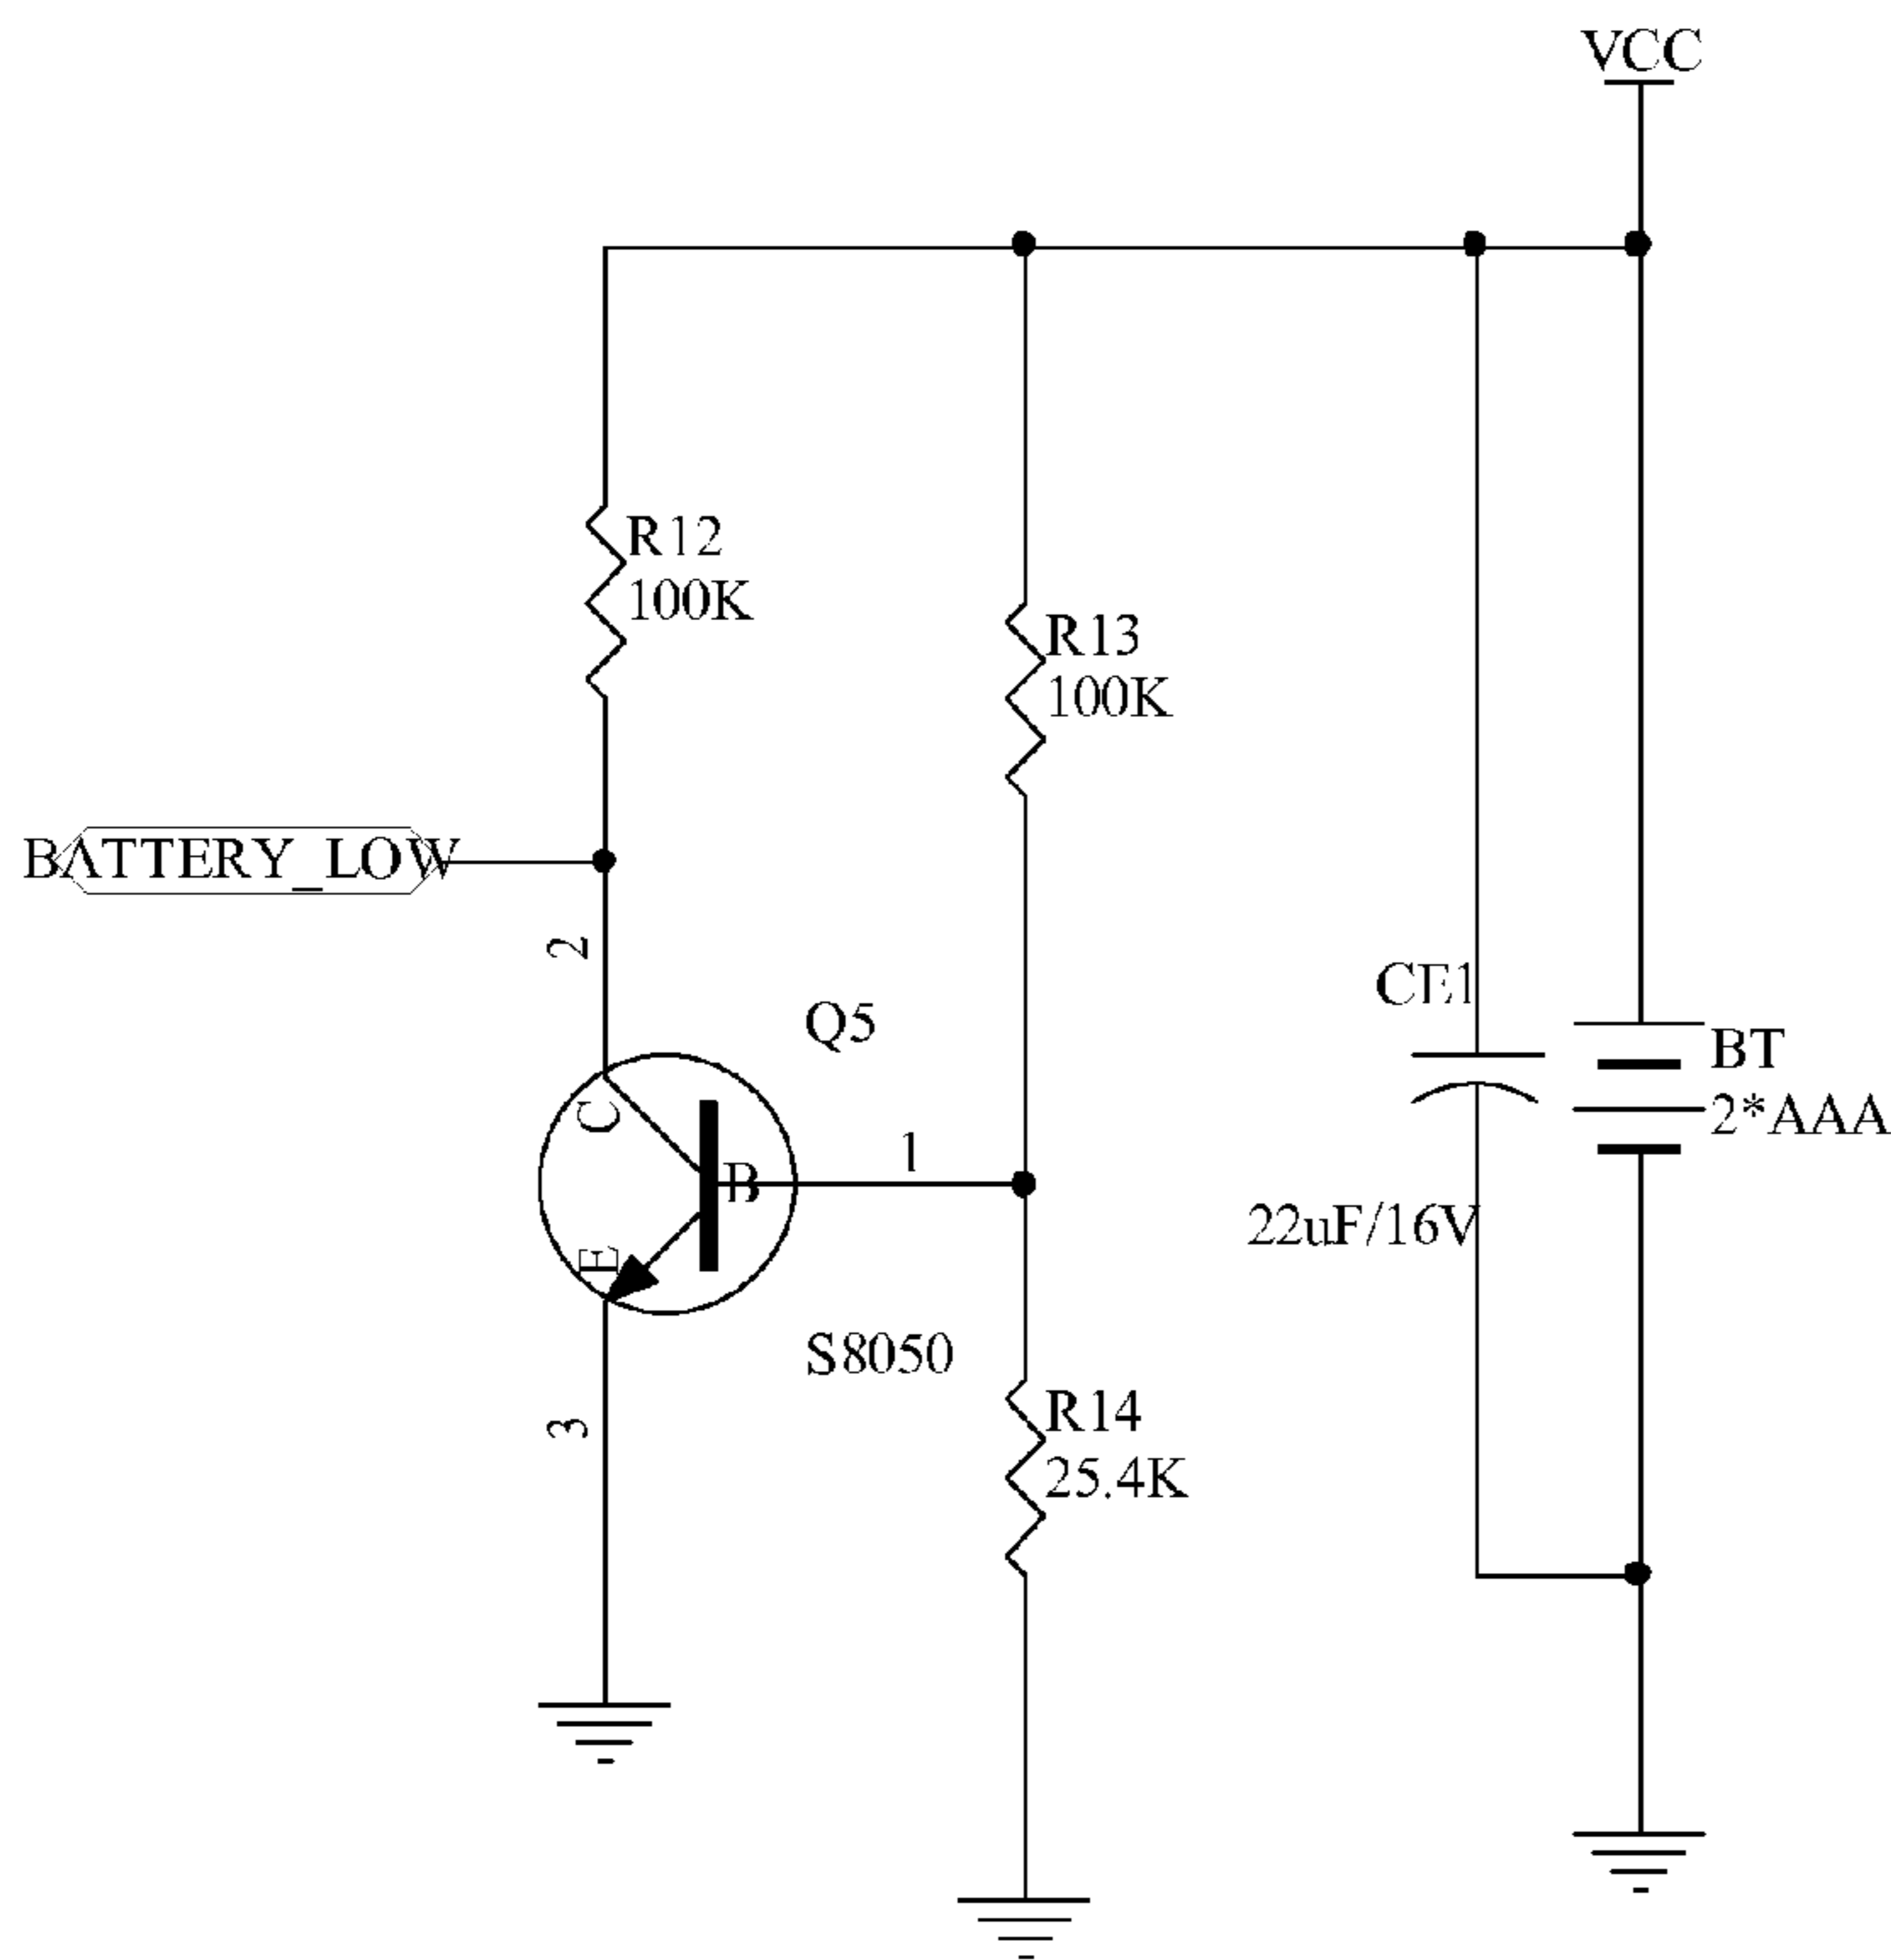 VCC
R12
100K
R13
100K
BATTERY_LOW
2
CE1
Q5
BT
2*AAA
C
1
B
22uF/16V
E
S8050
R14
25.4K
3